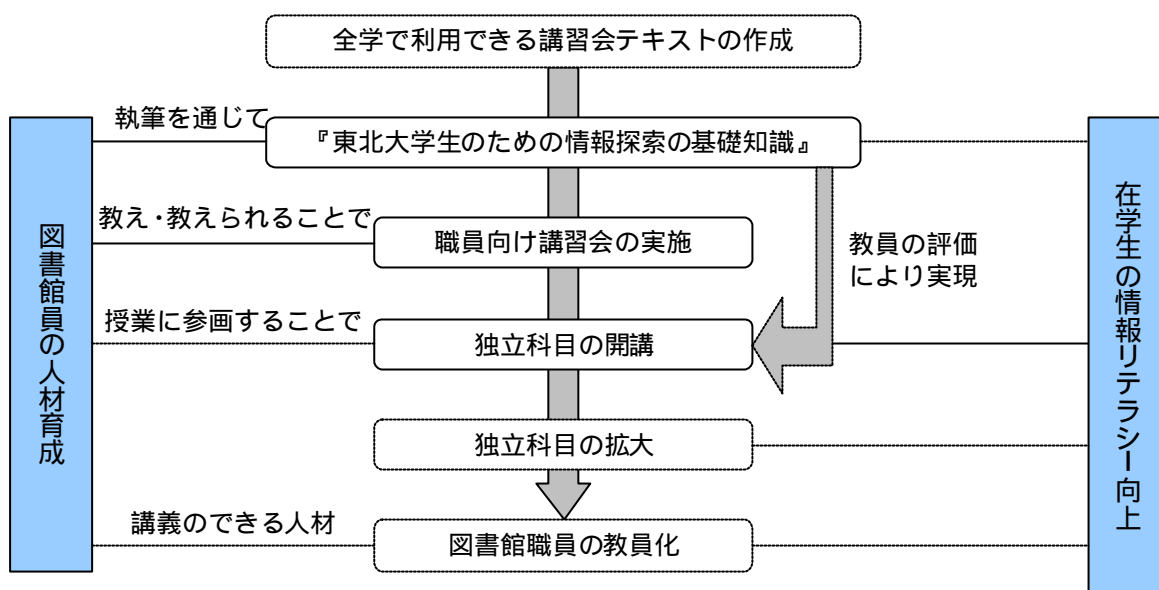 全学で利用できる講習会テキストの作成
執筆を通じて
『東北大学生のための情報探索の基礎知識』
教え・教えられることで
職員向け講習会の実施
教員の評価
により実現
授業に参画することで
独立科目の開講
独立科目の拡大
講義のできる人材
図書館職員の教員化
図書館員の人材育成
在学生の情報リテラシー向上